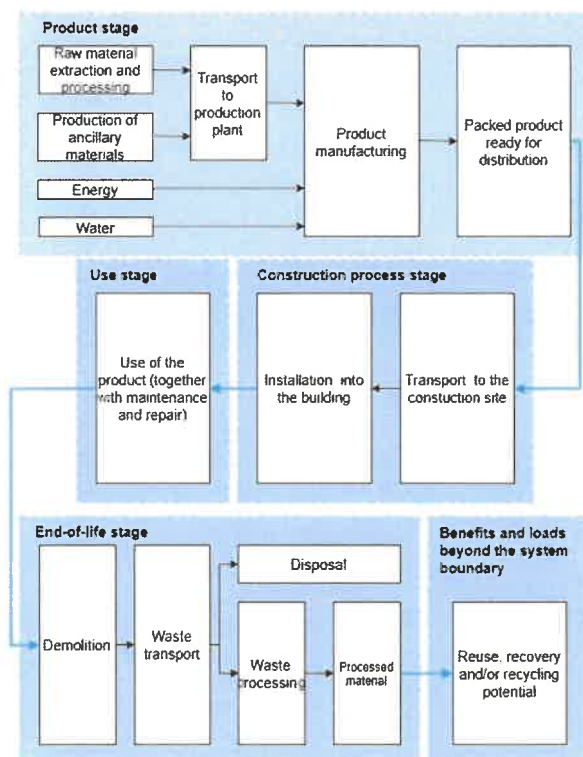 Product stage
Raw material
extraction and
processing
Transport
to
production
plant
Production of
ancillary
materials
Energy
Water
Product
manufacturing
Packed product
ready for
distribution
Use stage
Construction process stage
Use of the
product (together
with maintenance
and repair)
Installation into
the building
Transport to the
constuction site
End-of-life stage
Benefits and loads
beyond the system
boundary
Disposal
Demolition
Waste
transport
Waste
processing
Processed
material
Reuse, recovery
and/or recycling
potential